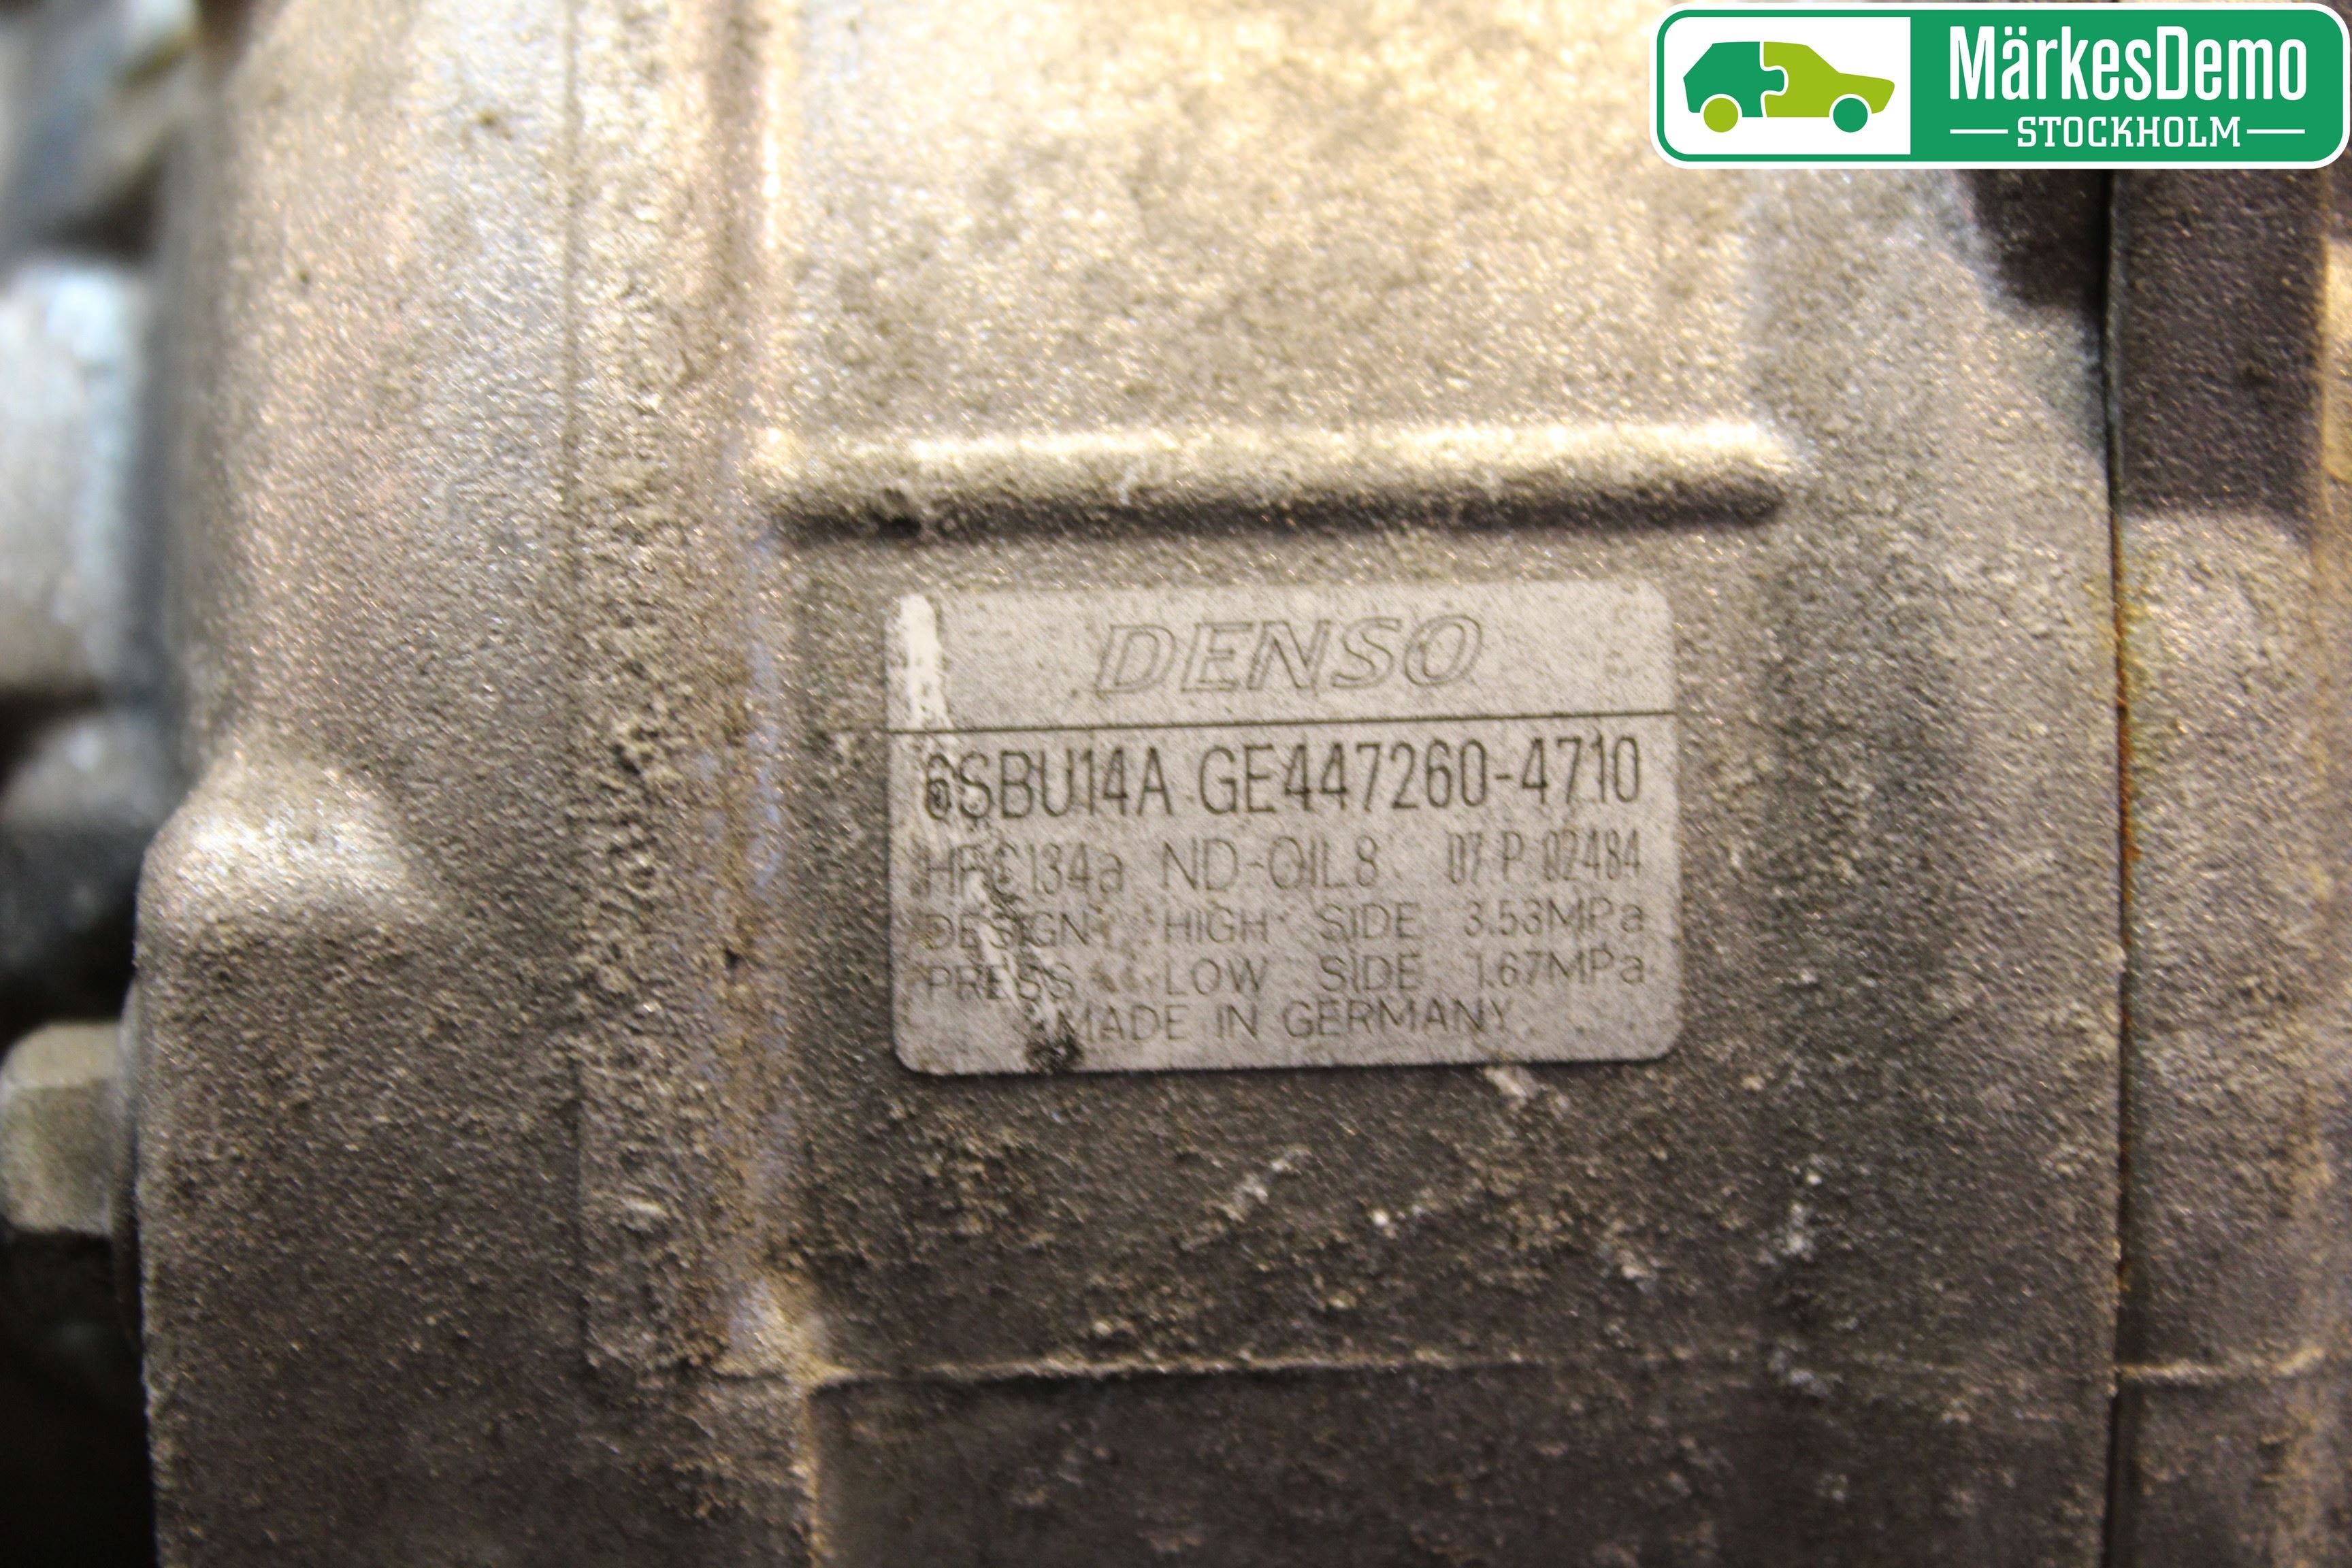 MärkesDemo
STOCKHOLM
DENSO
6SBU14A GE447260-4710
HFC134a ND-OIL8 07 P 02484
DESIGN HIGH SIDE 3.53MPa
PRESS LOW SIDE 1.67MPa
MADE IN GERMANY